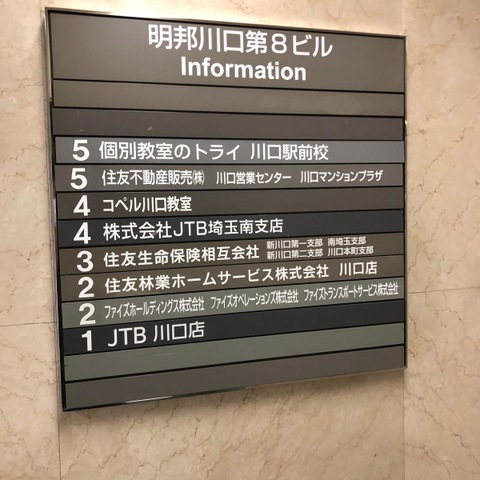 明邦川口第8ビル
Information
5 個別教室のトライ 川口駅前校
5 住友不動産販売㈱ 川口営業センター 川口マンションプラザ
4 コペル川口教室
4 株式会社JTB埼玉南支店
3 住友生命保険相互会社 新川口第一支部 南埼玉支部
新川口第二支部 川口本町支部
2 住友林業ホームサービス株式会社 川口店
2 ファイズホールディングス株式会社 ファイズオペレーションズ株式会社 ファイズトランスポートサービス株式会社
1 JTB 川口店